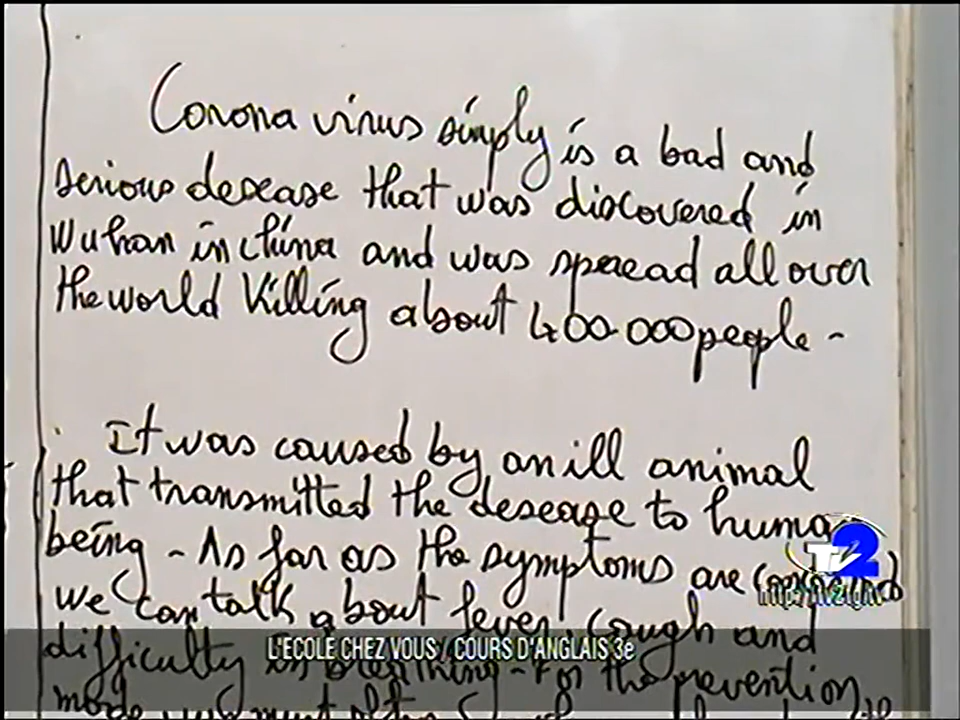 Corona virus simply is a bad and
serious desease that was discovered in
Wuhan in china and was spread all over
the world Killing about 400.000 people -
It was caused by an ill animal
that transmitted the desease to human
being - As far as the symptoms are concerned
we can talk about fever, Cough and
difficulty in breathing - For the prevention
mode
TV2
L'ECOLE CHEZ VOUS / COURS D'ANGLAIS 3e